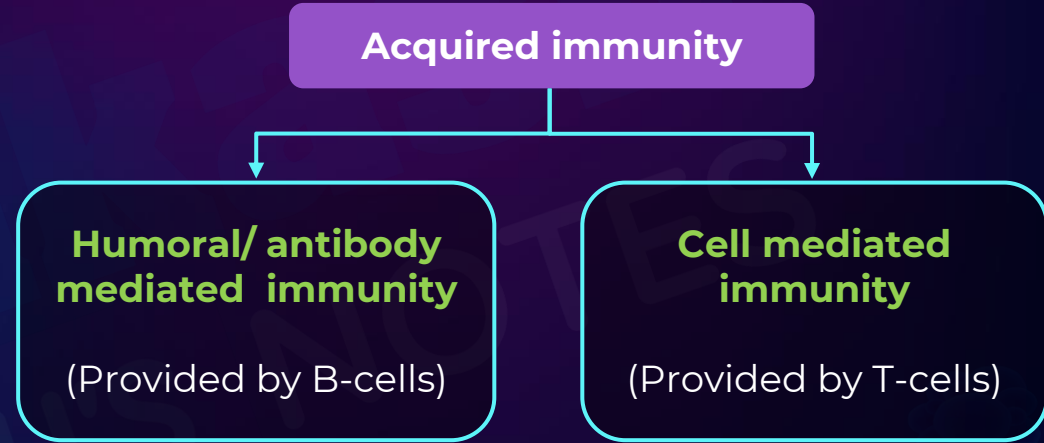 Acquired immunity
Humoral/ antibody
mediated immunity
(Provided by B-cells)
Cell mediated
immunity
(Provided by T-cells)